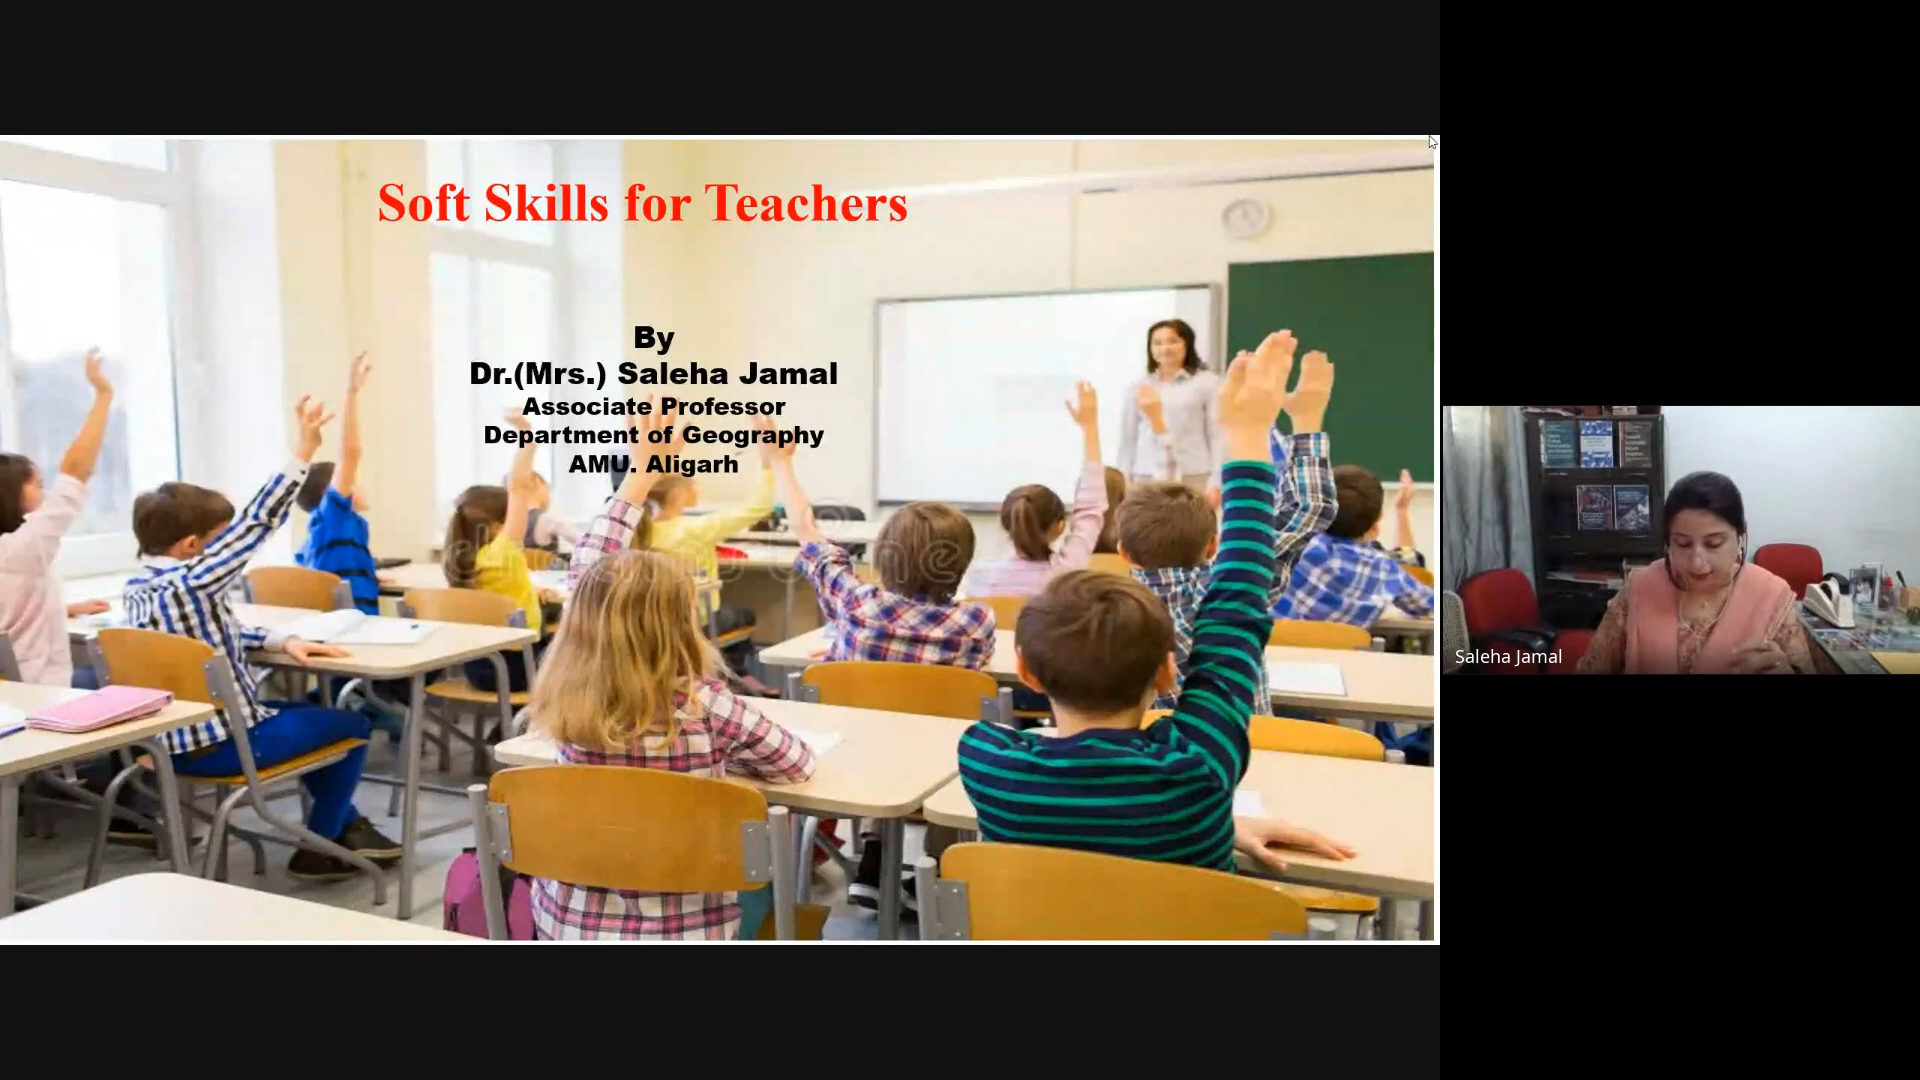 Soft Skills for Teachers
By
Dr.(Mrs.) Saleha Jamal
Associate Professor
Department of Geography
AMU. Aligarh
Saleha Jamal